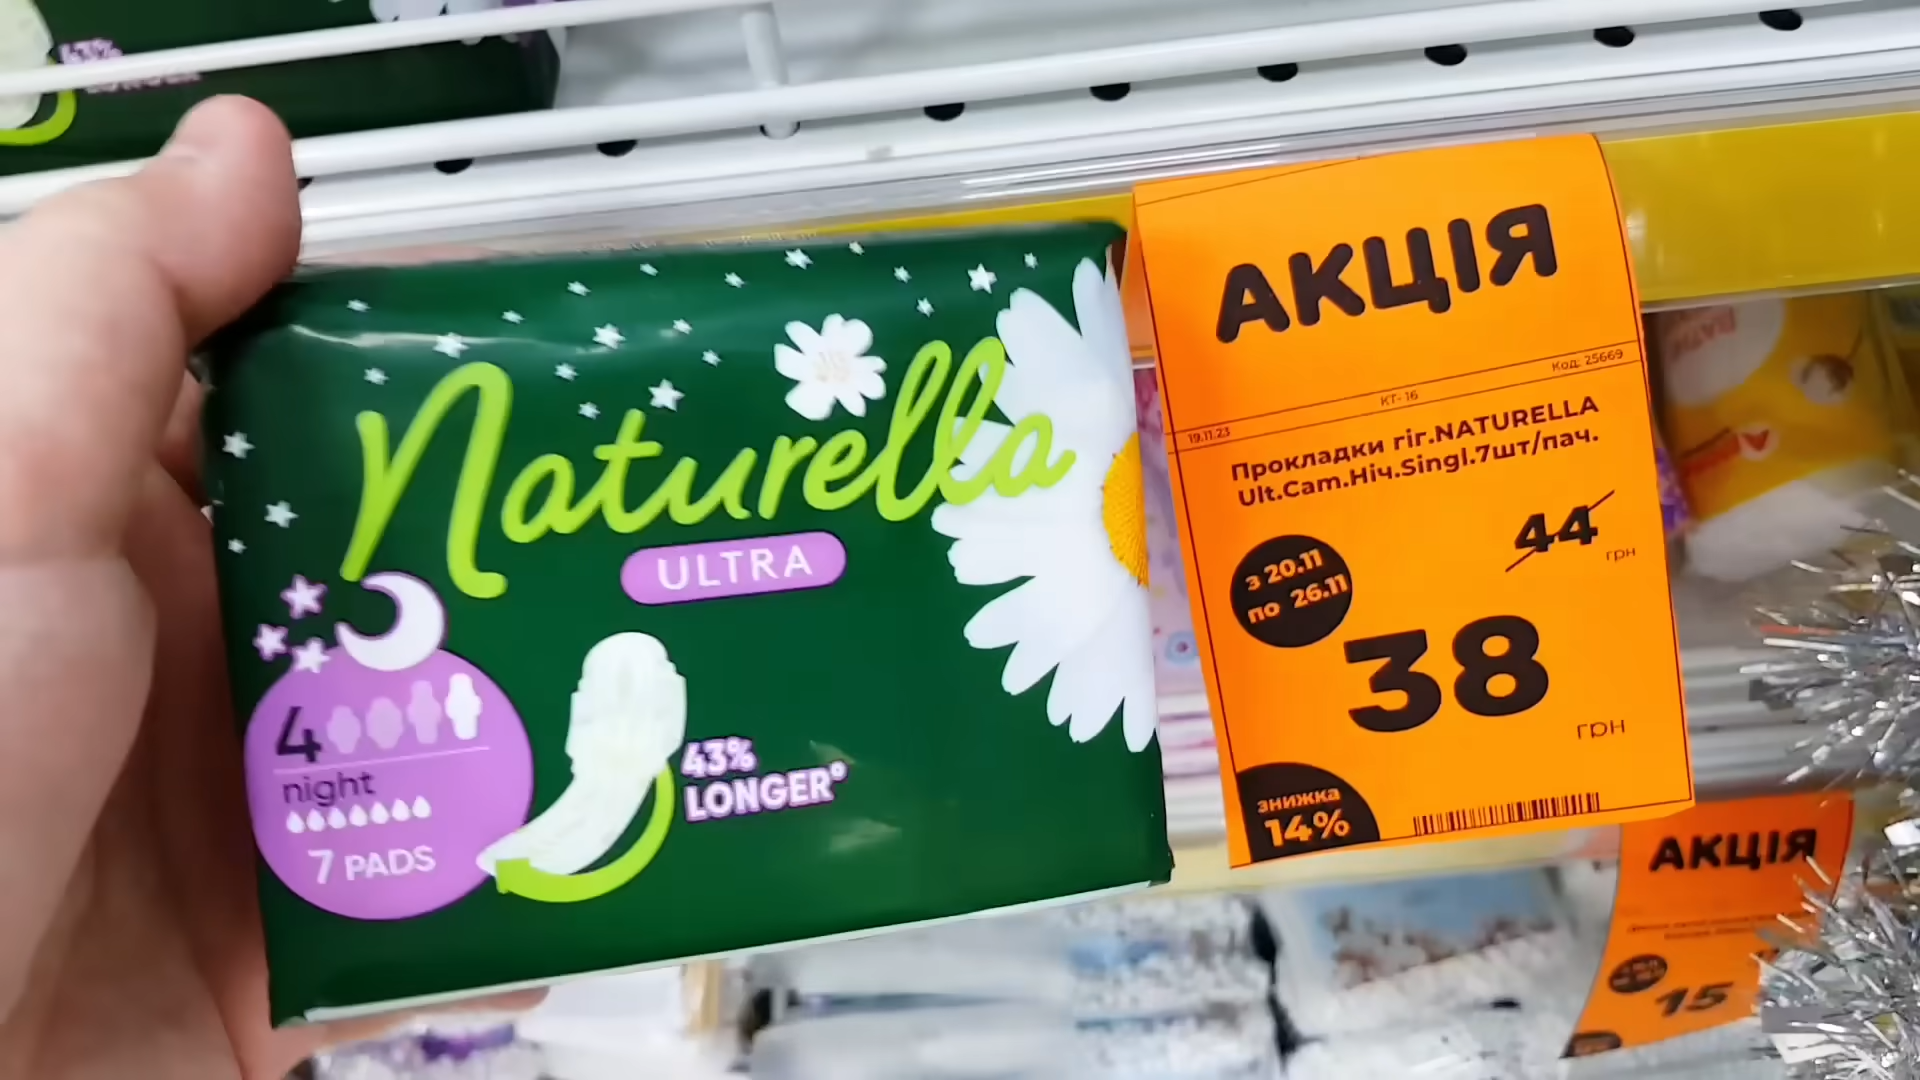 43%
Naturella
ULTRA
4
night
7 PADS
43%
LONGER°
АКЦІЯ
Код: 25669
КТ-16
19.11.23
Прокладки гіг.NATURELLA
Ult.Cam.Ніч.Singl.7шт/пач.
44
грн
з 20.11
по 26.11
38
грн
знижка
14%
АКЦІЯ
15